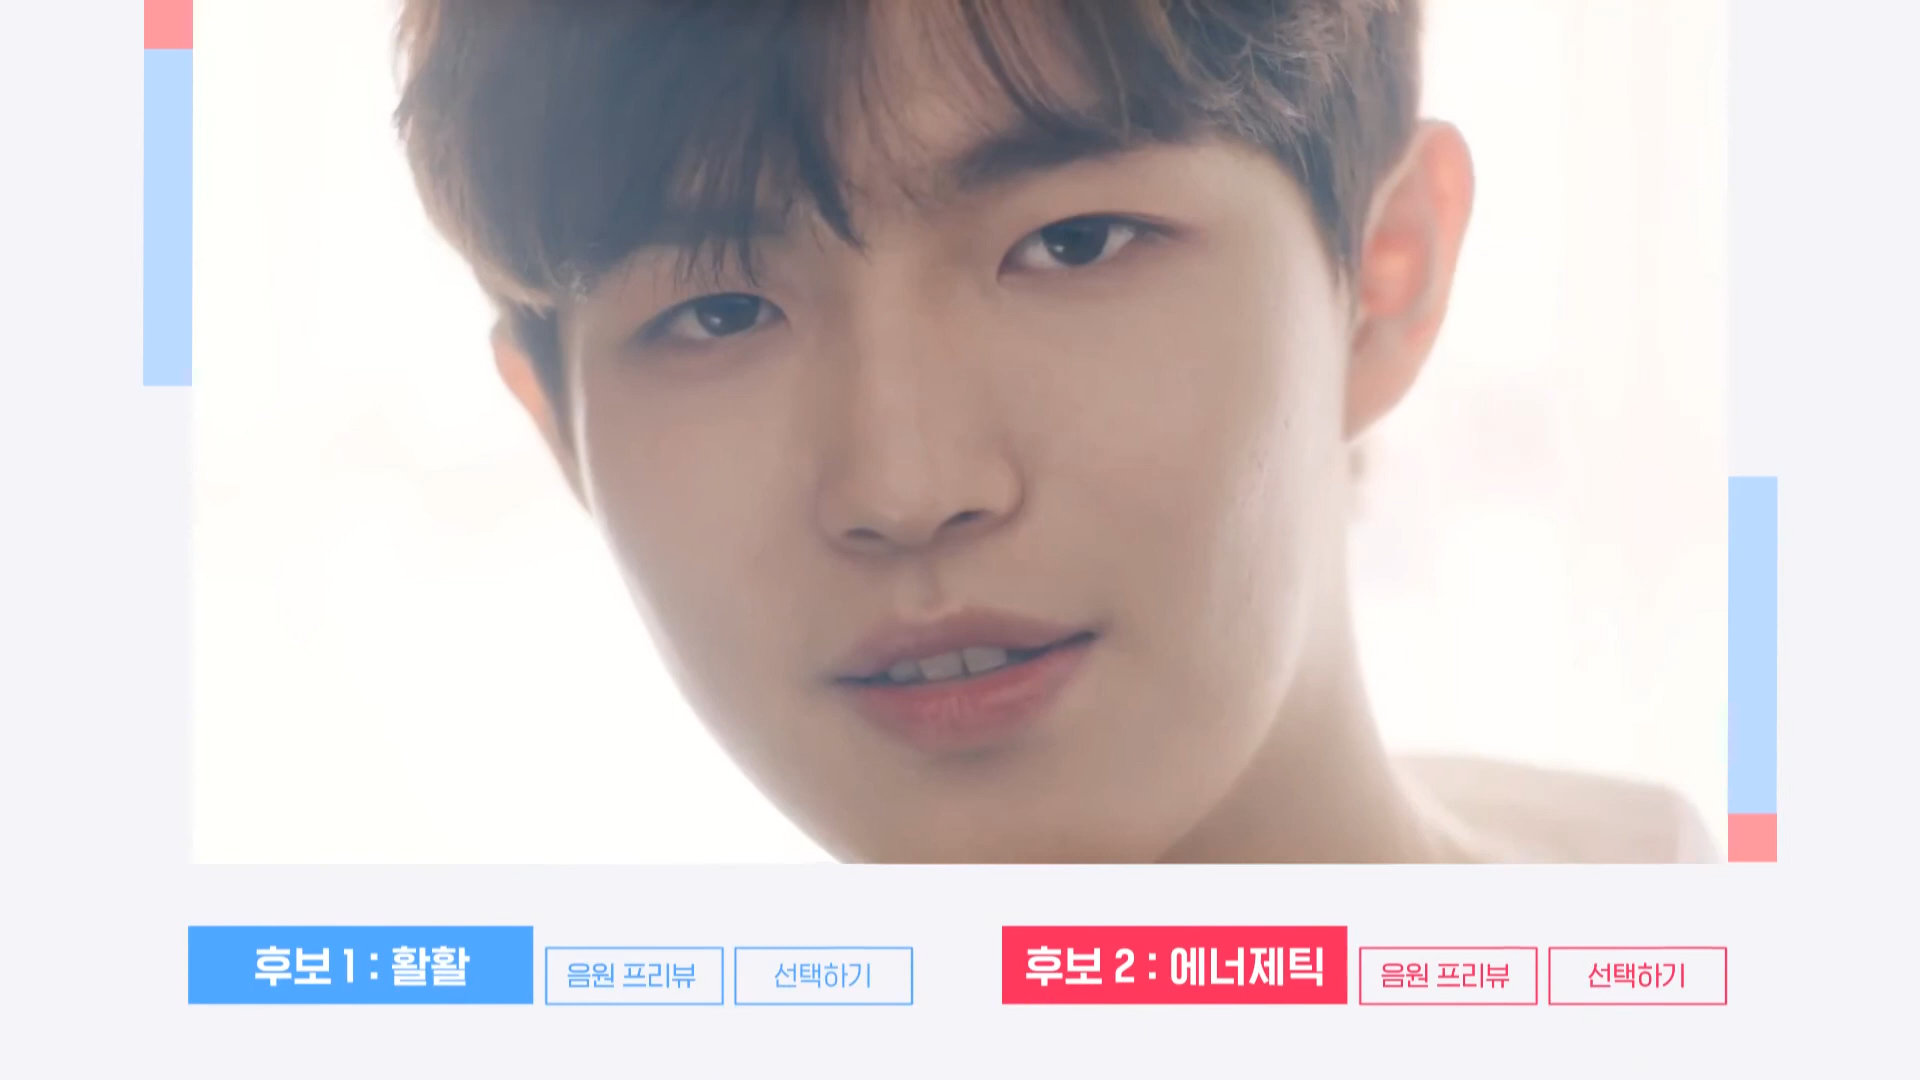 후보 1 : 활활
음원 프리뷰
선택하기
후보 2 : 에너제틱
음원 프리뷰
선택하기